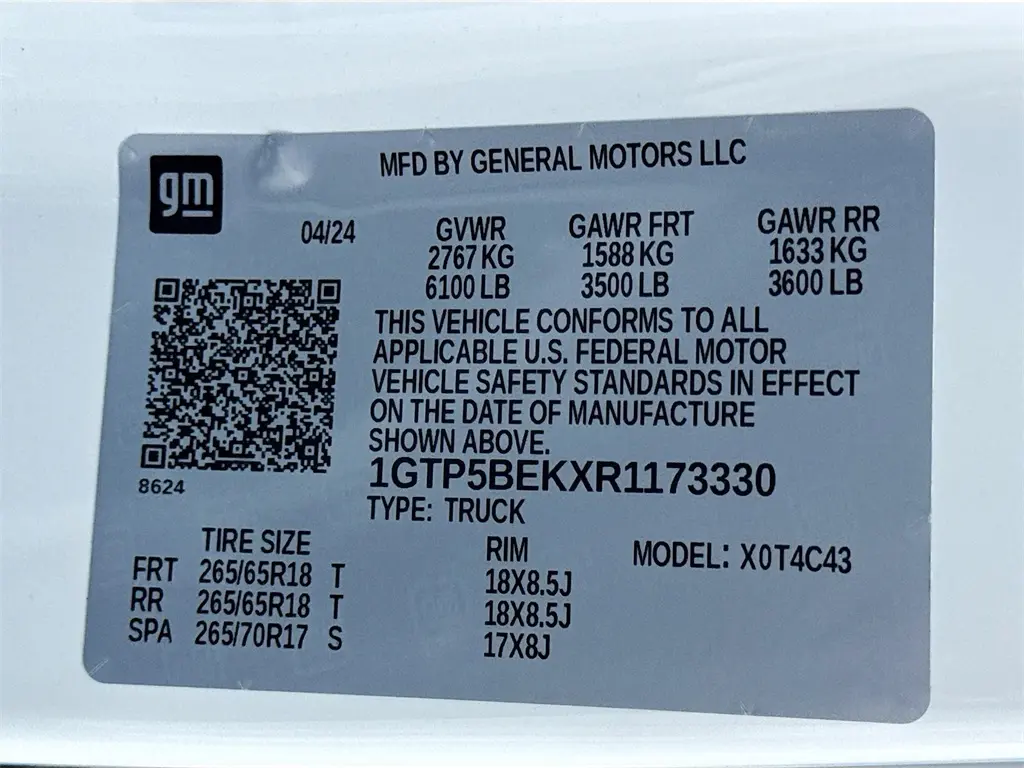 gm
MFD BY GENERAL MOTORS LLC
04/24
GVWR GAWR FRT GAWR RR
2767 KG 1588 KG 1633 KG
6100 LB 3500 LB 3600 LB
THIS VEHICLE CONFORMS TO ALL
APPLICABLE U.S. FEDERAL MOTOR
VEHICLE SAFETY STANDARDS IN EFFECT
ON THE DATE OF MANUFACTURE
SHOWN ABOVE.
1GTP5BEKXR1173330
8624
TYPE: TRUCK
TIRE SIZE RIM MODEL: X0T4C43
FRT 265/65R18 T 18X8.5J
RR 265/65R18 T 18X8.5J
SPA 265/70R17 S 17X8J